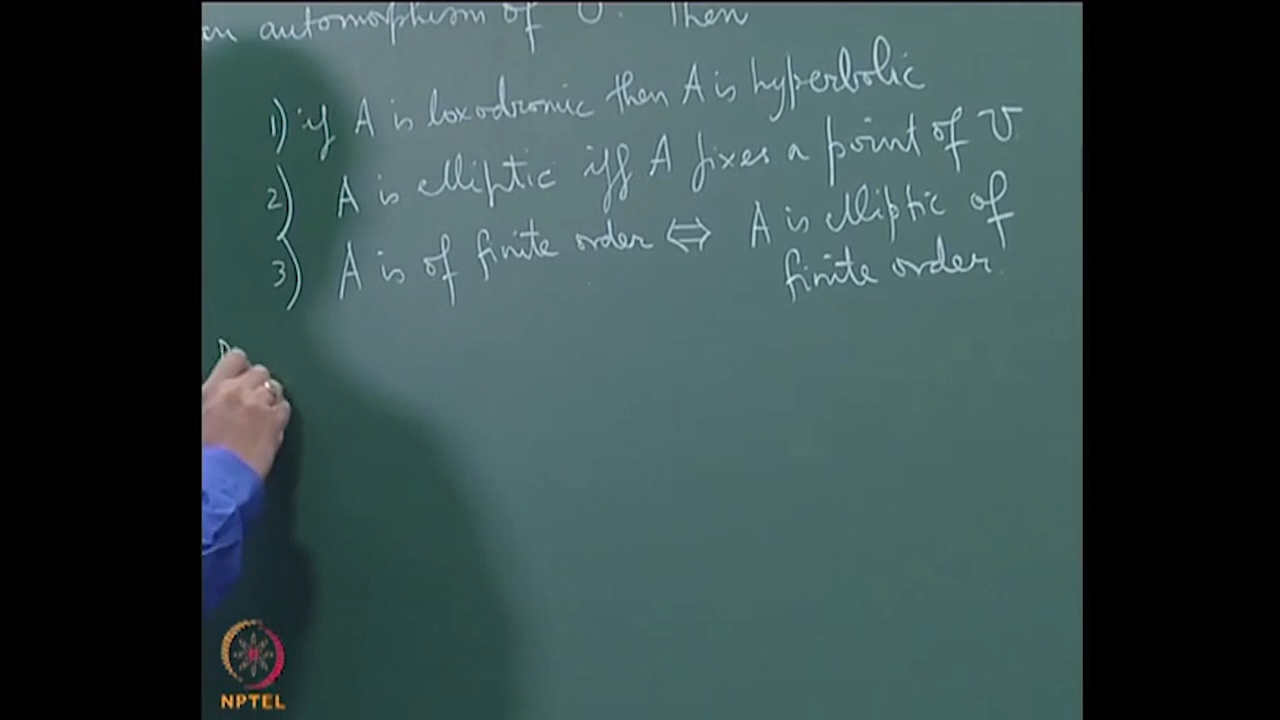 an automorphism of U. Then
1) if A is loxodromic then A is hyperbolic
2) A is elliptic iff A fixes a point of U
3) A is of finite order ⇔ A is elliptic of
finite order.
NPTEL